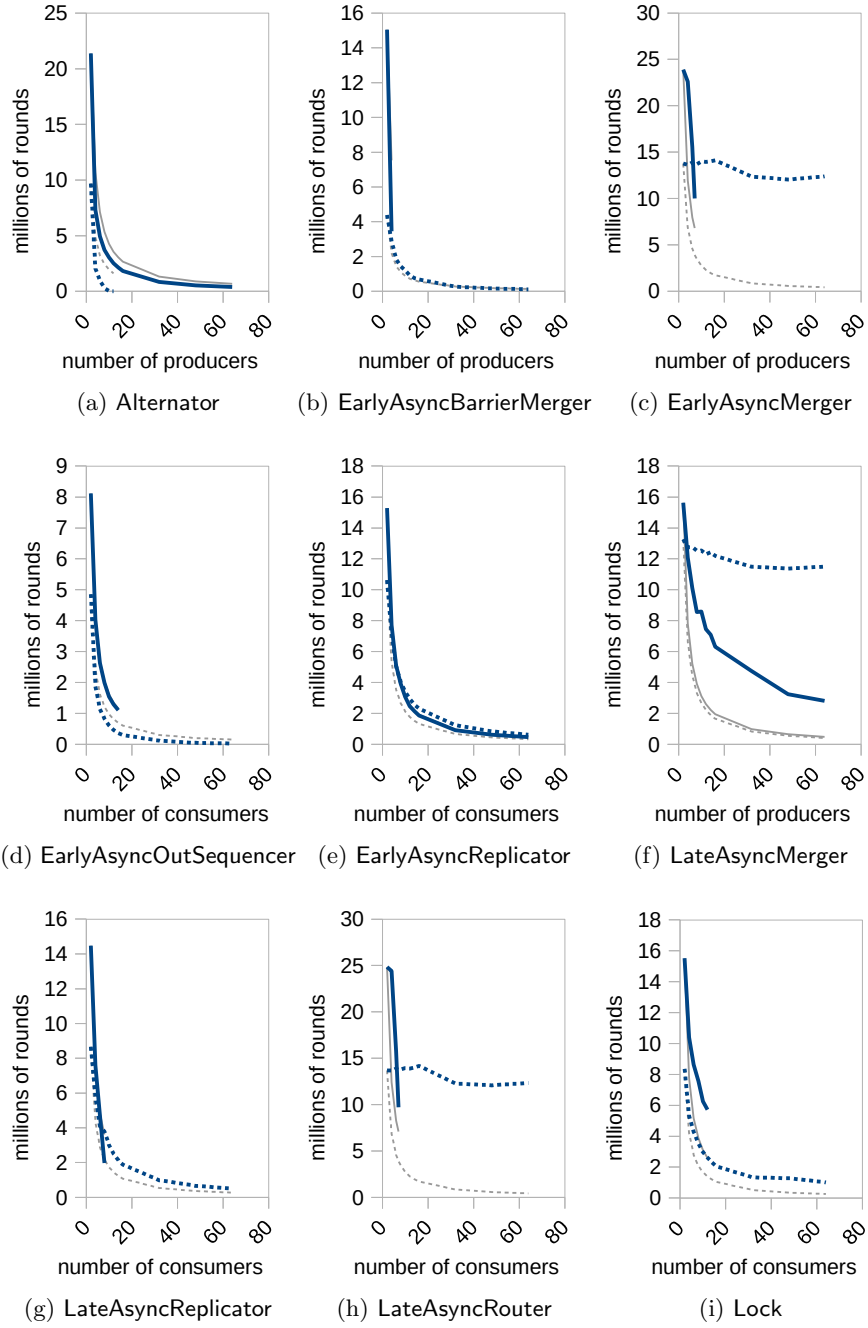 25
20
15
10
5
0
millions of rounds
0 20 40 60 80
number of producers
(a) Alternator
16
14
12
10
8
6
4
2
0
millions of rounds
0 20 40 60 80
number of producers
(b) EarlyAsyncBarrierMerger
30
25
20
15
10
5
0
millions of rounds
0 20 40 60 80
number of producers
(c) EarlyAsyncMerger
9
8
7
6
5
4
3
2
1
0
millions of rounds
0 20 40 60 80
number of consumers
(d) EarlyAsyncOutSequencer
18
16
14
12
10
8
6
4
2
0
millions of rounds
0 20 40 60 80
number of consumers
(e) EarlyAsyncReplicator
18
16
14
12
10
8
6
4
2
0
millions of rounds
0 20 40 60 80
number of producers
(f) LateAsyncMerger
16
14
12
10
8
6
4
2
0
millions of rounds
0 20 40 60 80
number of consumers
(g) LateAsyncReplicator
30
25
20
15
10
5
0
millions of rounds
0 20 40 60 80
number of consumers
(h) LateAsyncRouter
18
16
14
12
10
8
6
4
2
0
millions of rounds
0 20 40 60 80
number of consumers
(i) Lock